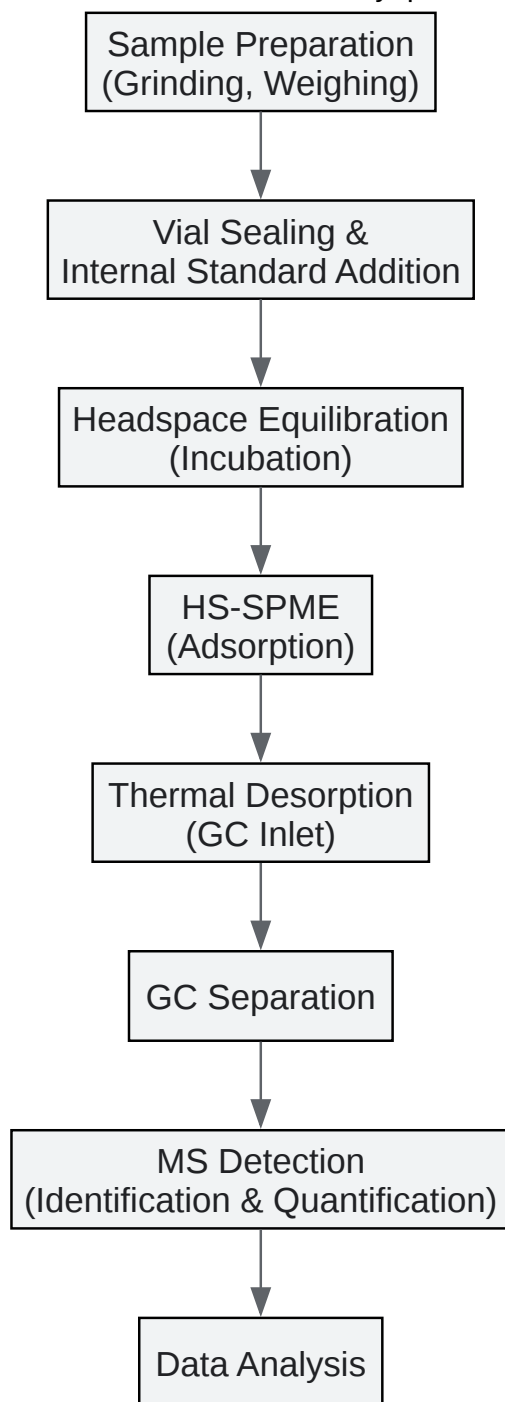 Sample Preparation
(Grinding, Weighing)
Vial Sealing &
Internal Standard Addition
Headspace Equilibration
(Incubation)
HS-SPME
(Adsorption)
Thermal Desorption
(GC Inlet)
GC Separation
MS Detection
(Identification & Quantification)
Data Analysis